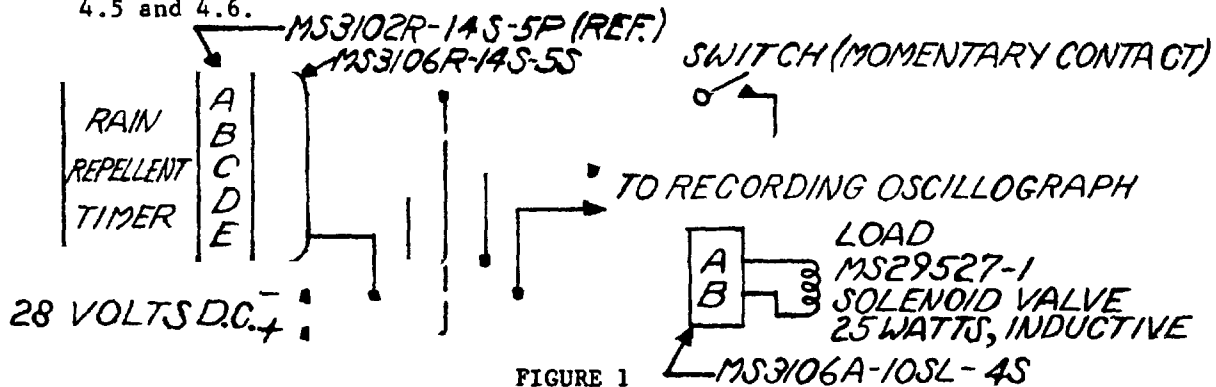 4.5 and 4.6.
MS3102R-14S-5P (REF.)
MS3106R-14S-5S
SWITCH (MOMENTARY CONTACT)
RAIN
REPELLENT
TIMER
A
B
C
D
E
TO RECORDING OSCILLOGRAPH
28 VOLTS D.C. - +
A
B
LOAD
MS29527-1
SOLENOID VALVE
25 WATTS, INDUCTIVE
MS3106A-10SL-4S
FIGURE 1